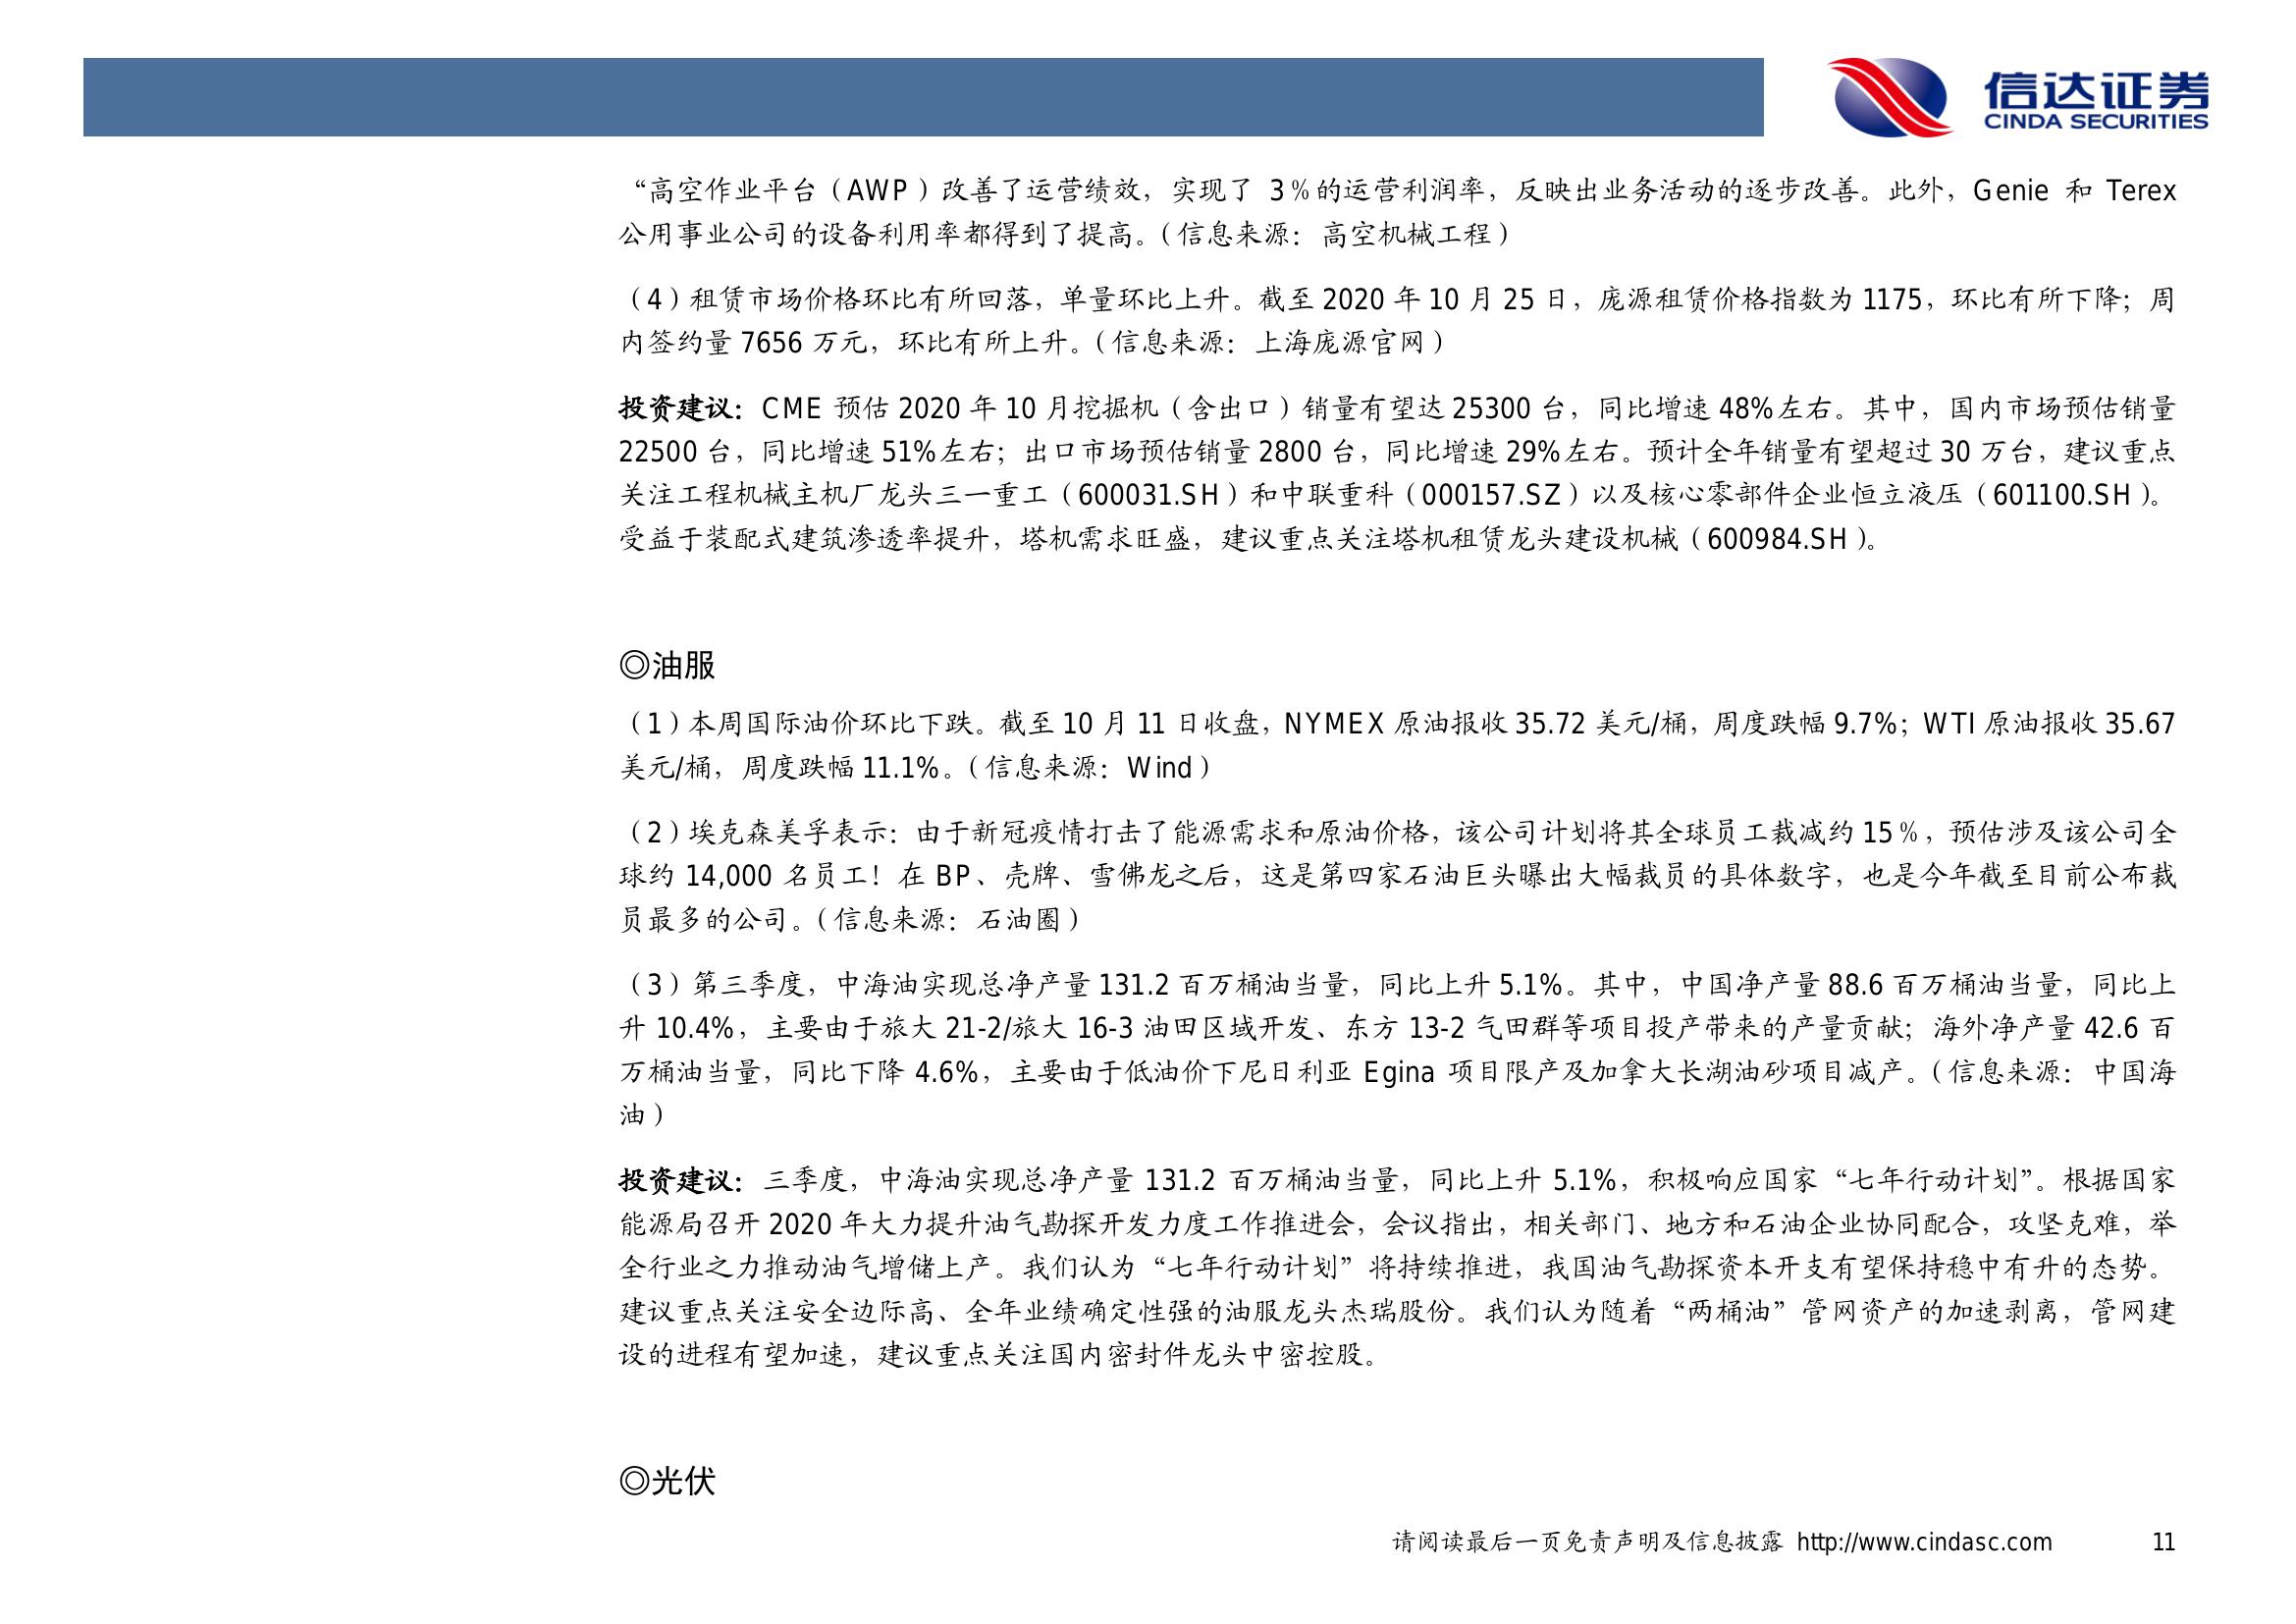 信达证券
CINDA SECURITIES
“高空作业平台（AWP）改善了运营绩效，实现了 3％的运营利润率，反映出业务活动的逐步改善。此外，Genie 和 Terex
公用事业公司的设备利用率都得到了提高。（信息来源：高空机械工程）
（4）租赁市场价格环比有所回落，单量环比上升。截至 2020 年 10 月 25 日，庞源租赁价格指数为 1175，环比有所下降；周
内签约量 7656 万元，环比有所上升。（信息来源：上海庞源官网）
投资建议：CME 预估 2020 年 10 月挖掘机（含出口）销量有望达 25300 台，同比增速 48%左右。其中，国内市场预估销量
22500 台，同比增速 51%左右；出口市场预估销量 2800 台，同比增速 29%左右。预计全年销量有望超过 30 万台，建议重点
关注工程机械主机厂龙头三一重工（600031.SH）和中联重科（000157.SZ）以及核心零部件企业恒立液压（601100.SH）。
受益于装配式建筑渗透率提升，塔机需求旺盛，建议重点关注塔机租赁龙头建设机械（600984.SH）。
◎油服
（1）本周国际油价环比下跌。截至 10 月 11 日收盘，NYMEX 原油报收 35.72 美元/桶，周度跌幅 9.7%；WTI 原油报收 35.67
美元/桶，周度跌幅 11.1%。（信息来源：Wind）
（2）埃克森美孚表示：由于新冠疫情打击了能源需求和原油价格，该公司计划将其全球员工裁减约 15％，预估涉及该公司全
球约 14,000 名员工！在 BP、壳牌、雪佛龙之后，这是第四家石油巨头曝出大幅裁员的具体数字，也是今年截至目前公布裁
员最多的公司。（信息来源：石油圈）
（3）第三季度，中海油实现总净产量 131.2 百万桶油当量，同比上升 5.1%。其中，中国净产量 88.6 百万桶油当量，同比上
升 10.4%，主要由于旅大 21-2/旅大 16-3 油田区域开发、东方 13-2 气田群等项目投产带来的产量贡献；海外净产量 42.6 百
万桶油当量，同比下降 4.6%，主要由于低油价下尼日利亚 Egina 项目限产及加拿大长湖油砂项目减产。（信息来源：中国海
油）
投资建议：三季度，中海油实现总净产量 131.2 百万桶油当量，同比上升 5.1%，积极响应国家“七年行动计划”。根据国家
能源局召开 2020 年大力提升油气勘探开发力度工作推进会，会议指出，相关部门、地方和石油企业协同配合，攻坚克难，举
全行业之力推动油气增储上产。我们认为“七年行动计划”将持续推进，我国油气勘探资本开支有望保持稳中有升的态势。
建议重点关注安全边际高、全年业绩确定性强的油服龙头杰瑞股份。我们认为随着“两桶油”管网资产的加速剥离，管网建
设的进程有望加速，建议重点关注国内密封件龙头中密控股。
◎光伏
请阅读最后一页免责声明及信息披露 http://www.cindasc.com 11